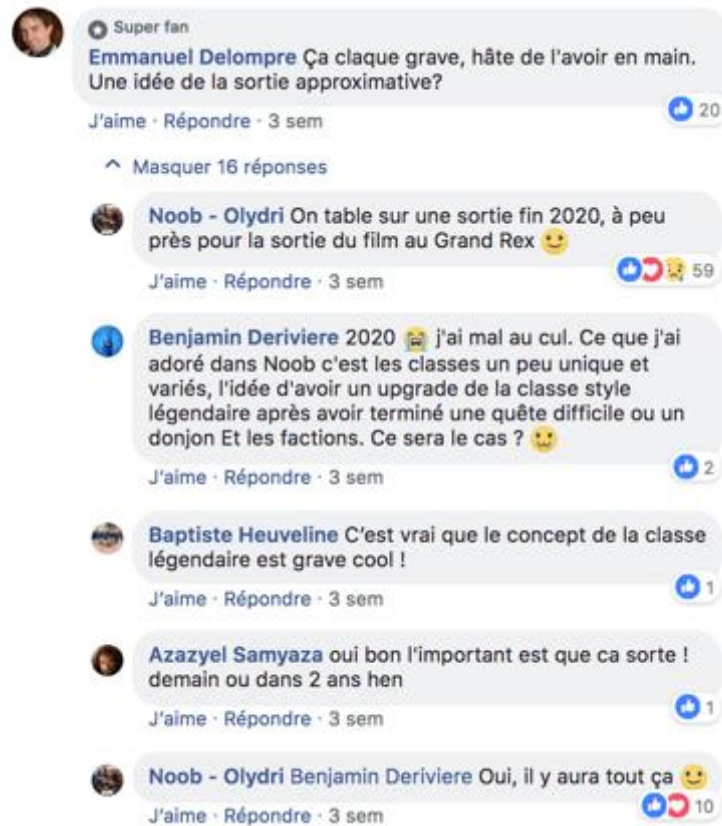 Super fan
Emmanuel Delompre Ça claque grave, hâte de l'avoir en main.
Une idée de la sortie approximative?
20
J'aime · Répondre · 3 sem
Masquer 16 réponses
Noob - Olydri On table sur une sortie fin 2020, à peu
près pour la sortie du film au Grand Rex 🙂
59
J'aime · Répondre · 3 sem
Benjamin Deriviere 2020 😭 j'ai mal au cul. Ce que j'ai
adoré dans Noob c'est les classes un peu unique et
variés, l'idée d'avoir un upgrade de la classe style
légendaire après avoir terminé une quête difficile ou un
donjon Et les factions. Ce sera le cas ? 🙂
2
J'aime · Répondre · 3 sem
Baptiste Heuveline C'est vrai que le concept de la classe
légendaire est grave cool !
1
J'aime · Répondre · 3 sem
Azazyel Samyaza oui bon l'important est que ca sorte !
demain ou dans 2 ans hen
1
J'aime · Répondre · 3 sem
Noob - Olydri Benjamin Deriviere Oui, il y aura tout ça 🙂
10
J'aime · Répondre · 3 sem